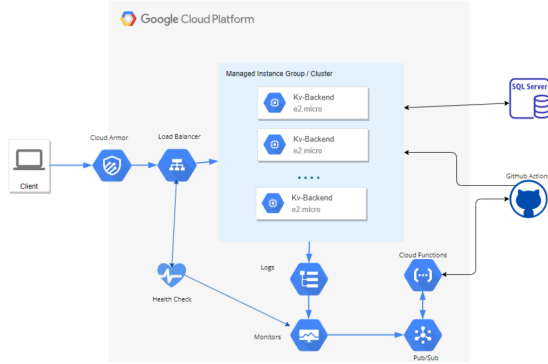 Google Cloud Platform
Managed Instance Group / Cluster
Kv-Backend
e2.micro
Kv-Backend
e2.micro
....
Kv-Backend
e2.micro
SQL Server
Cloud Armor
Load Balancer
Client
GitHub Action
Logs
Cloud Functions
Health Check
Monitors
Pub/Sub